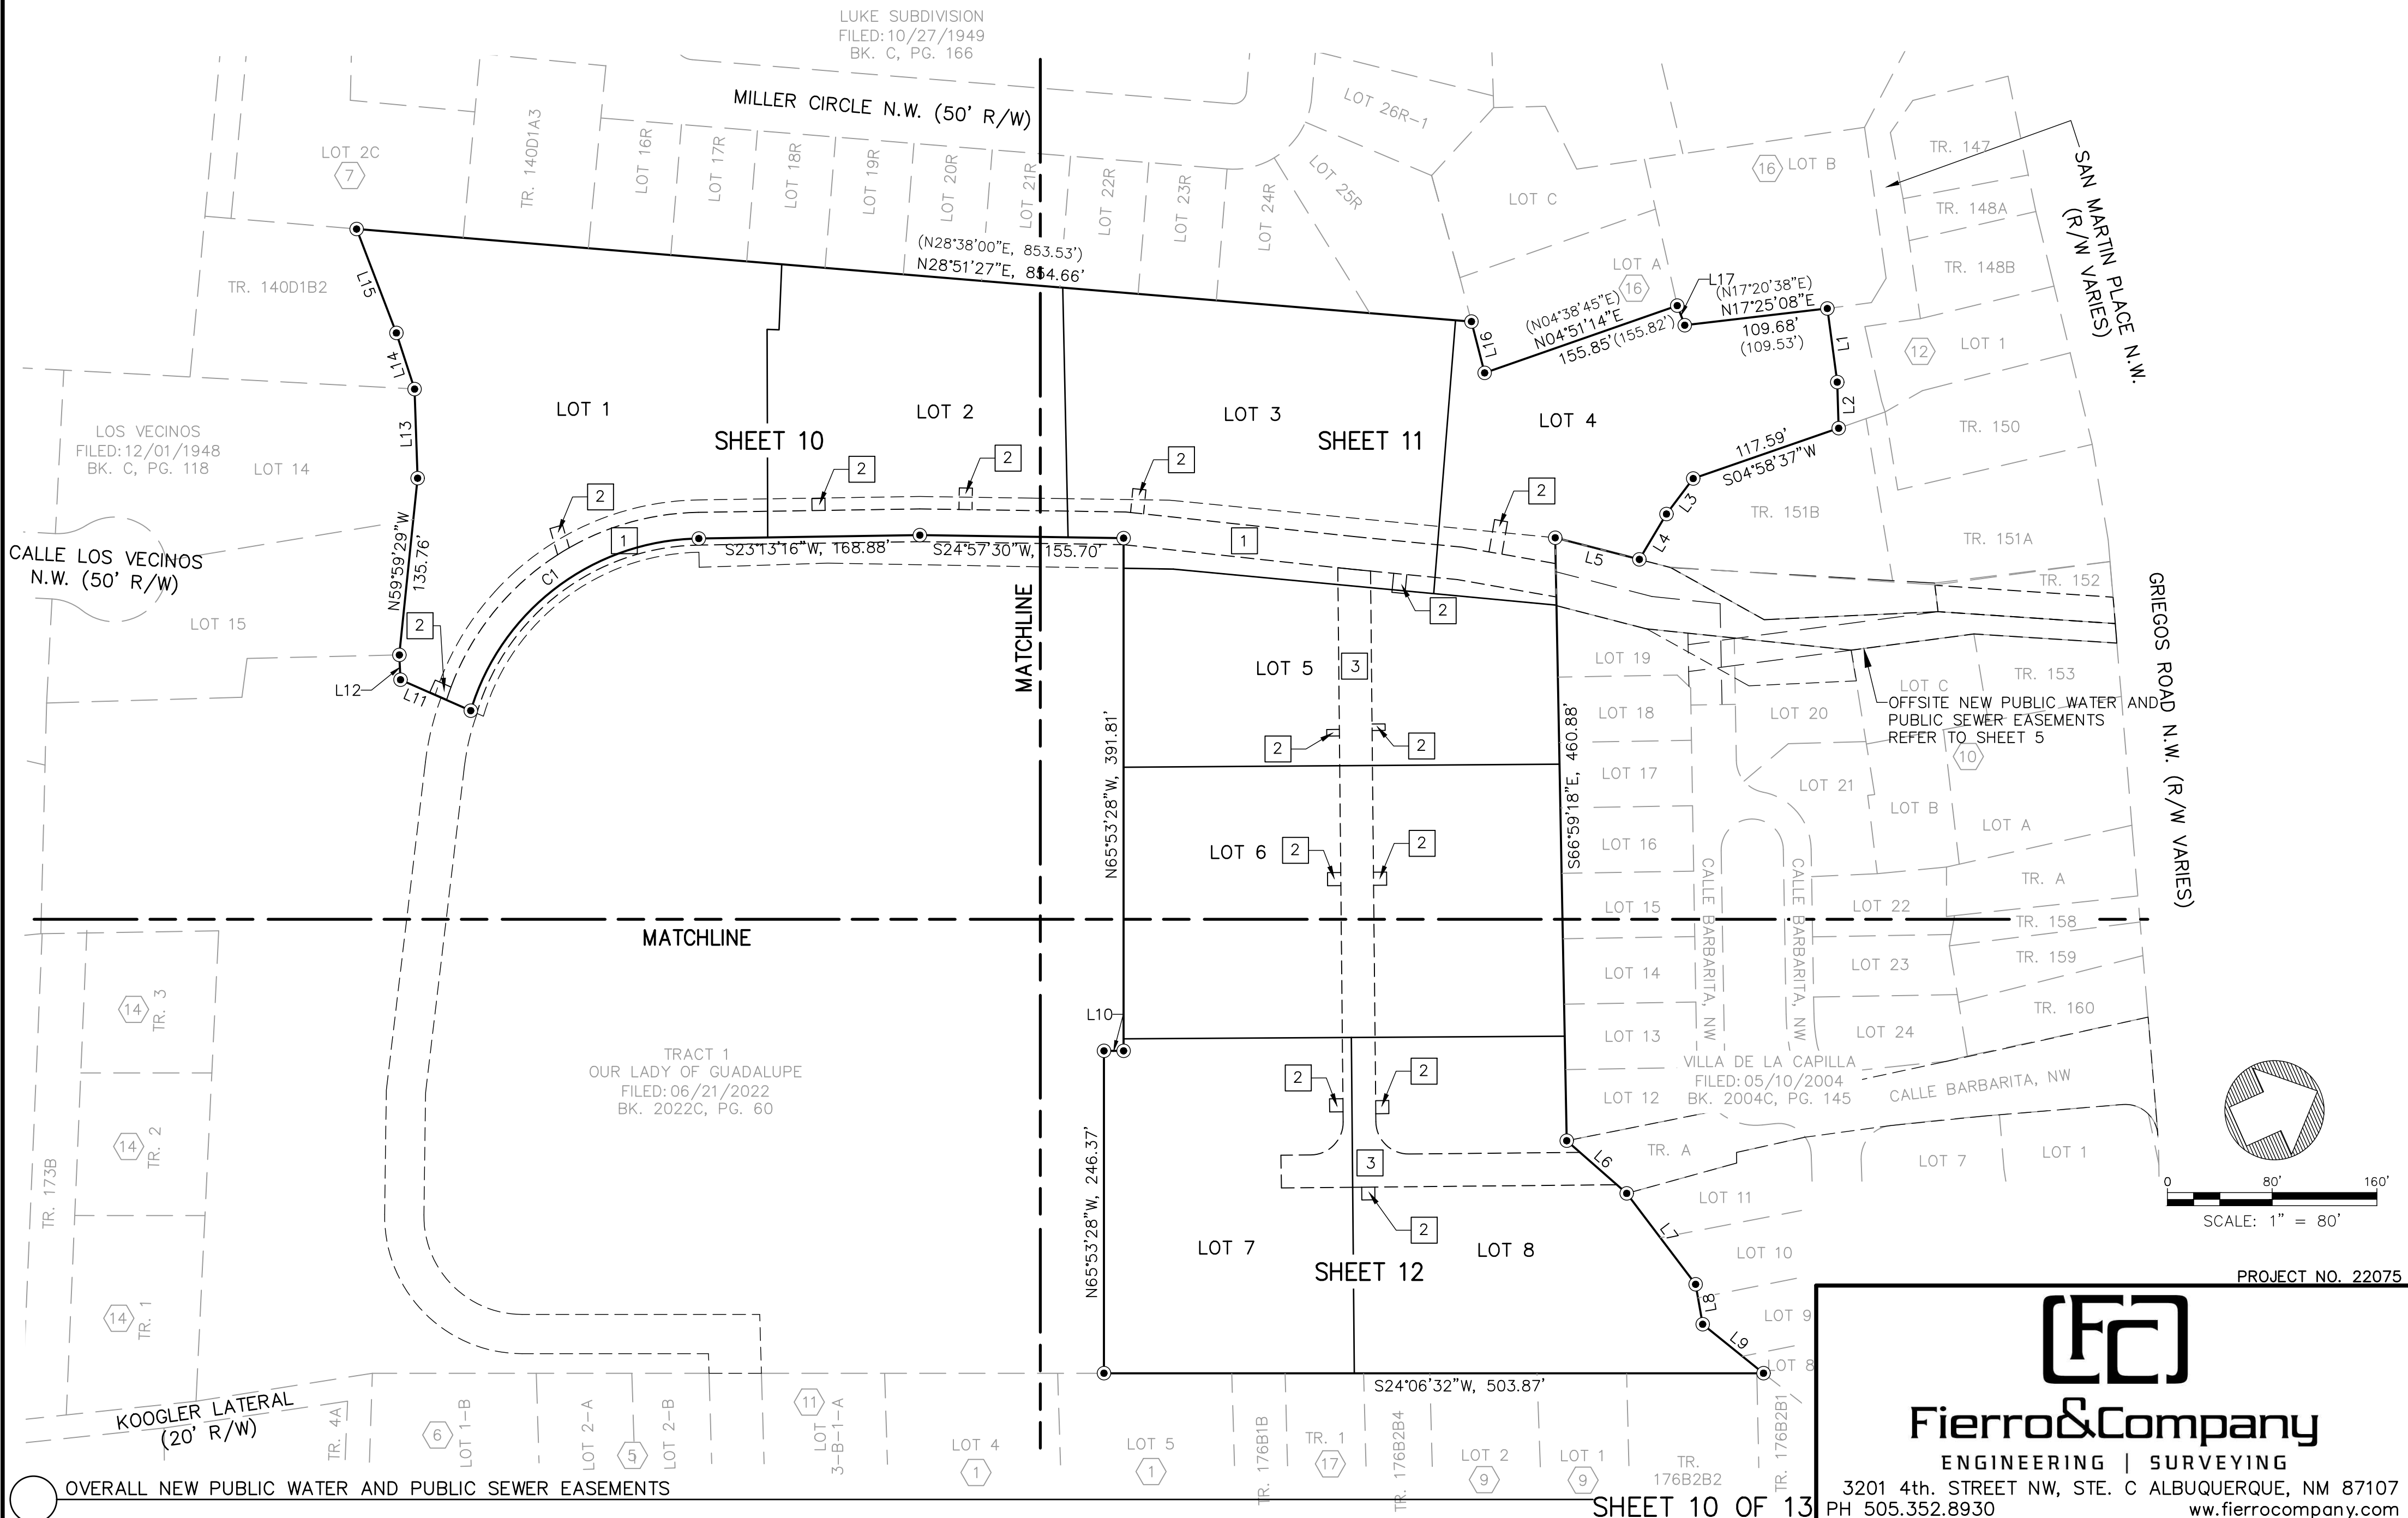 LUKE SUBDIVISION
FILED: 10/27/1949
BK. C, PG. 166
MILLER CIRCLE N.W. (50' R/W)
LOT 2C
7
TR. 140D1A3
LOT 16R
LOT 17R
LOT 18R
LOT 19R
LOT 20R
LOT 21R
LOT 22R
LOT 23R
LOT 24R
LOT 25R
LOT 26R-1
LOT C
16
LOT B
TR. 147
TR. 148A
TR. 148B
SAN MARTIN PLACE N.W.
(R/W VARIES)
(N28°38'00"E, 853.53')
N28°51'27"E, 854.66'
LOT A
16
L17
(N17°20'38"E)
N17°25'08"E
109.68'
(109.53')
(N04°38'45"E)
N04°51'14"E
155.85'(155.82')
L16
L1
L2
12
LOT 1
TR. 150
TR. 140D1B2
L15
L14
L13
LOT 1
LOT 2
LOT 3
LOT 4
SHEET 10
SHEET 11
117.59'
S04°58'37"W
L3
L4
L5
TR. 151B
TR. 151A
TR. 152
LOS VECINOS
FILED: 12/01/1948
BK. C, PG. 118
LOT 14
CALLE LOS VECINOS
N.W. (50' R/W)
LOT 15
N59°59'29"W
135.76'
2
2
2
2
2
2
2
1
1
C1
S23°13'16"W, 168.88'
S24°57'30"W, 155.70'
L12
L11
MATCHLINE
GRIEGOS ROAD N.W. (R/W VARIES)
LOT 5
3
2
2
N65°53'28"W, 391.81'
S66°59'18"E, 460.88'
LOT 19
LOT 18
LOT 17
LOT 16
LOT 15
LOT 14
LOT 13
LOT 12
LOT C
TR. 153
OFFSITE NEW PUBLIC WATER AND
PUBLIC SEWER EASEMENTS
REFER TO SHEET 5
10
LOT 20
LOT 21
LOT B
LOT A
TR. A
LOT 22
TR. 158
LOT 23
TR. 159
LOT 24
TR. 160
CALLE BARBARITA, NW
CALLE BARBARITA, NW
LOT 6
2
2
MATCHLINE
14
TR. 3
14
TR. 2
14
TR. 1
TR. 173B
TRACT 1
OUR LADY OF GUADALUPE
FILED: 06/21/2022
BK. 2022C, PG. 60
L10
VILLA DE LA CAPILLA
FILED: 05/10/2004
BK. 2004C, PG. 145
CALLE BARBARITA, NW
2
2
3
2
L6
TR. A
LOT 7
LOT 1
N65°53'28"W, 246.37'
LOT 7
LOT 8
SHEET 12
L7
LOT 11
LOT 10
L8
LOT 9
L9
LOT 8
S24°06'32"W, 503.87'
0
80'
160'
SCALE: 1" = 80'
PROJECT NO. 22075
KOOGLER LATERAL
(20' R/W)
TR. 4A
6
LOT 1-B
LOT 2-A
5
LOT 2-B
11
LOT
3-B-1-A
LOT 4
1
LOT 5
1
TR. 176B1B
TR. 1
17
TR. 176B2B4
LOT 2
9
LOT 1
9
TR.
176B2B2
TR. 176B2B1
FC
Fierro&Company
ENGINEERING | SURVEYING
3201 4th. STREET NW, STE. C ALBUQUERQUE, NM 87107
PH 505.352.8930
ww.fierrocompany.com
OVERALL NEW PUBLIC WATER AND PUBLIC SEWER EASEMENTS
SHEET 10 OF 13